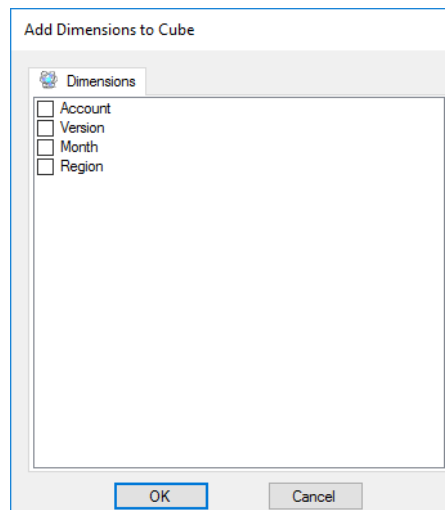 Add Dimensions to Cube
Dimensions
Account
Version
Month
Region
OK
Cancel